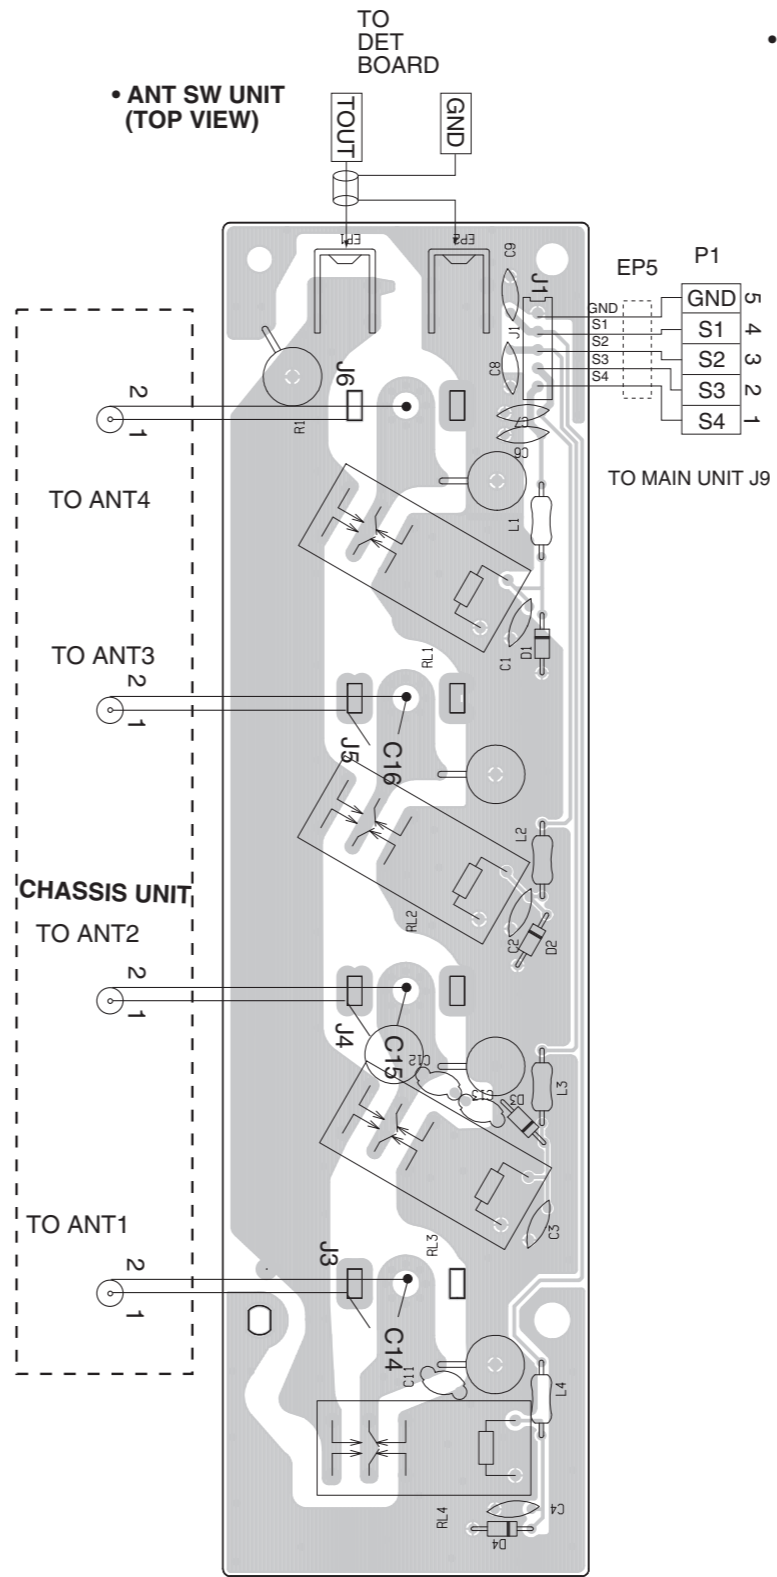 TO
DET
BOARD
• ANT SW UNIT
(TOP VIEW)
TOUT
GND
EP1
EP2
C9
J1
J1
EP5
P1
GND
S1
S2
S3
S4
GND 5
S1 4
S2 3
S3 2
S4 1
TO MAIN UNIT J9
C8
C7
C6
R1
J6
2
1
TO ANT4
L1
RL1
C1
D1
TO ANT3
2
1
J5
C16
L2
RL2
C2
D2
CHASSIS UNIT
TO ANT2
2
1
J4
C15
C12
C13
D3
L3
RL3
C3
TO ANT1
2
1
J3
C14
C11
L4
RL4
C4
D4